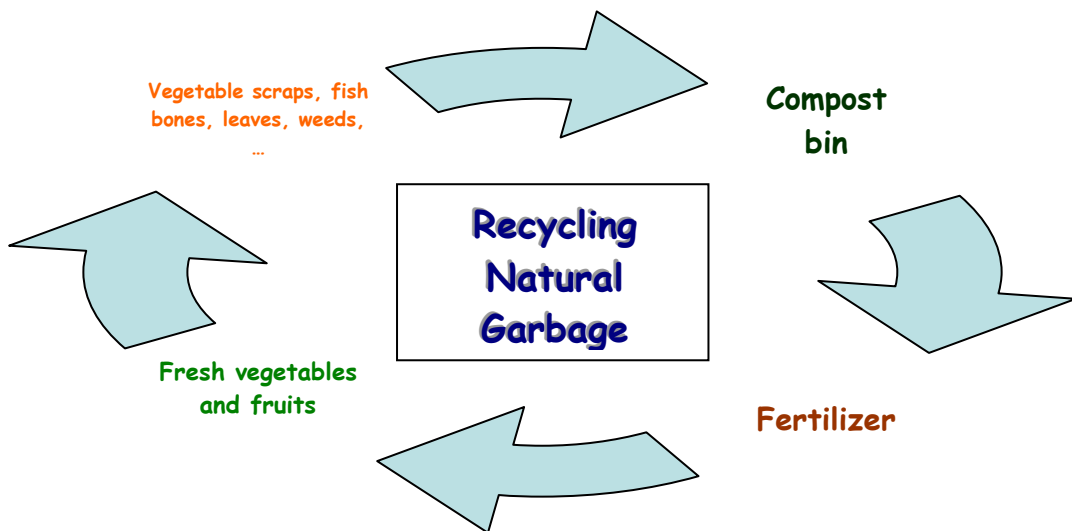 Vegetable scraps, fish
bones, leaves, weeds,
…
Compost
bin
Recycling
Natural
Garbage
Fresh vegetables
and fruits
Fertilizer